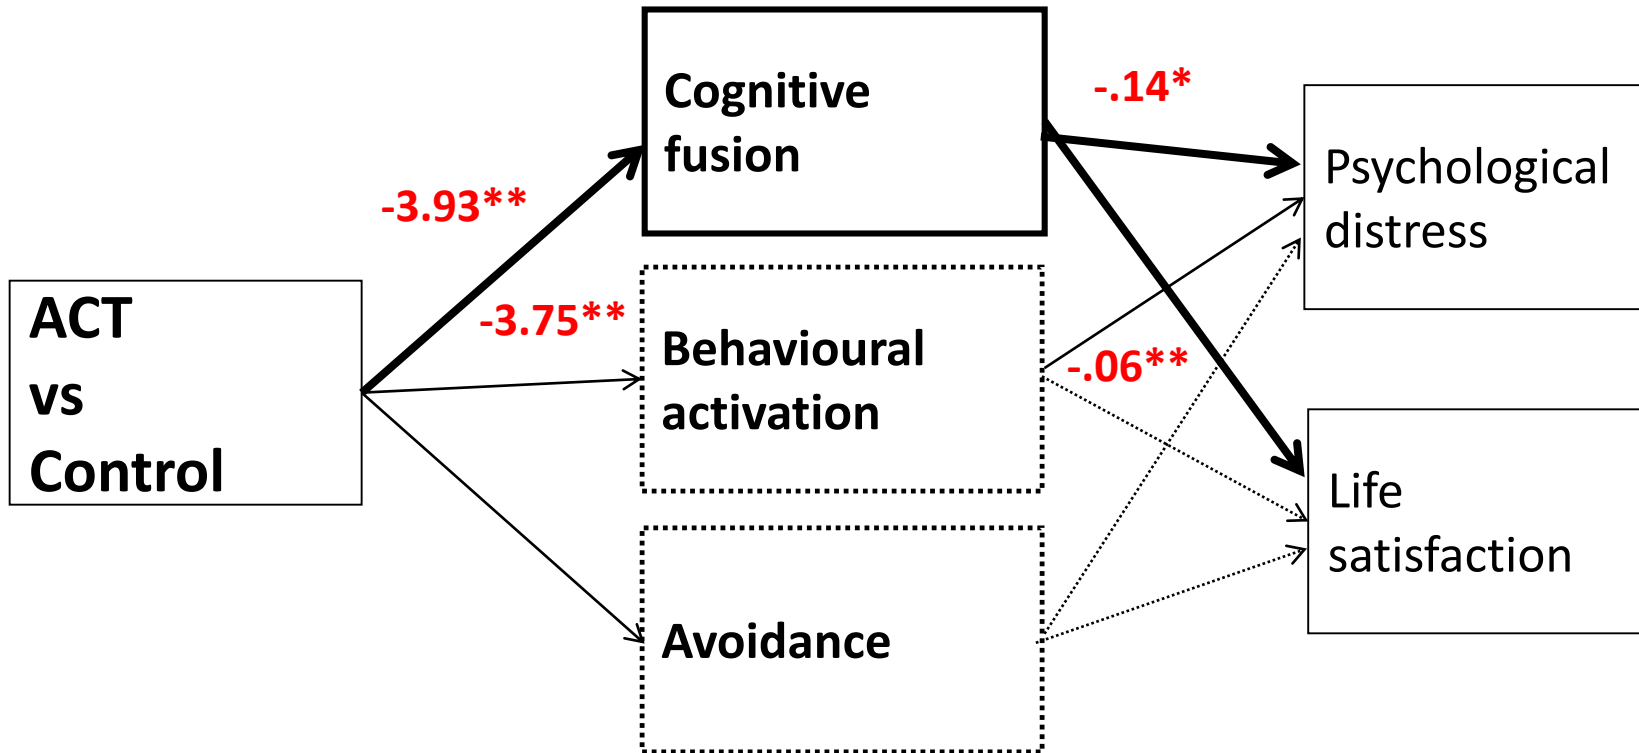 ACT
vs
Control
-3.93**
-3.75**
Cognitive
fusion
Behavioural
activation
Avoidance
-.14*
-.06**
Psychological
distress
Life
satisfaction